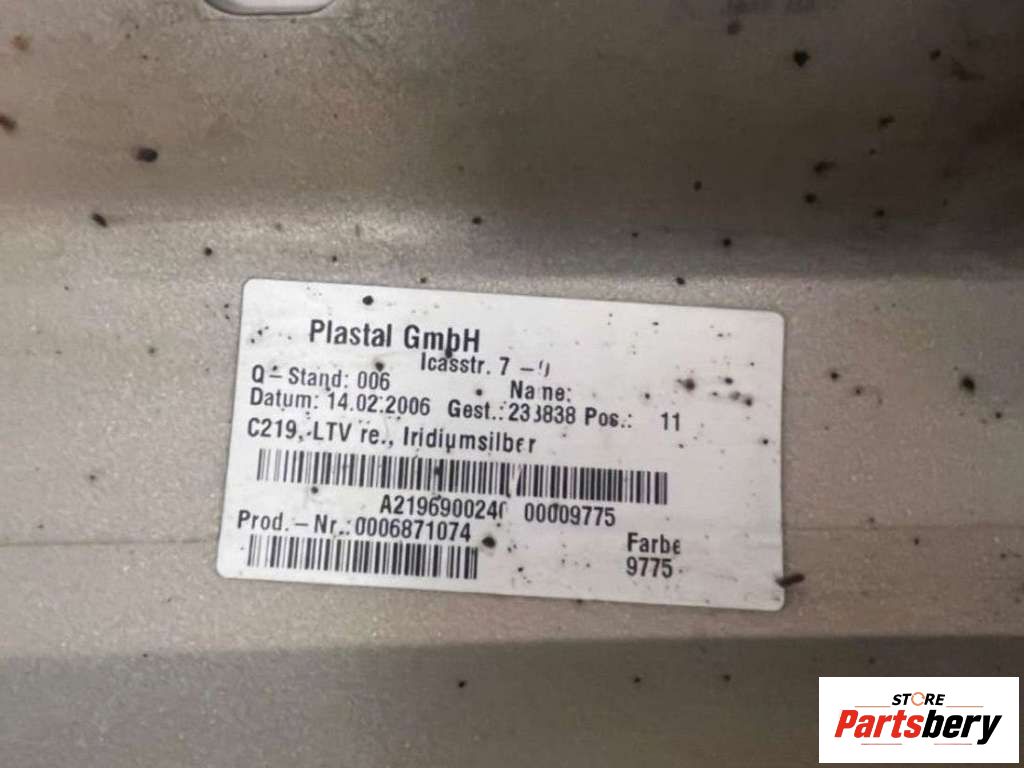 Plastal GmbH
Icasstr. 7 -
Q-Stand: 006 Name:
Datum: 14.02.2006 Gest.: 233838 Pos.: 11
C219, LTV re., Iridiumsilber
A2196900240 00009775
Prod.-Nr.:0006871074
Farbe
9775
STORE
Partsbery